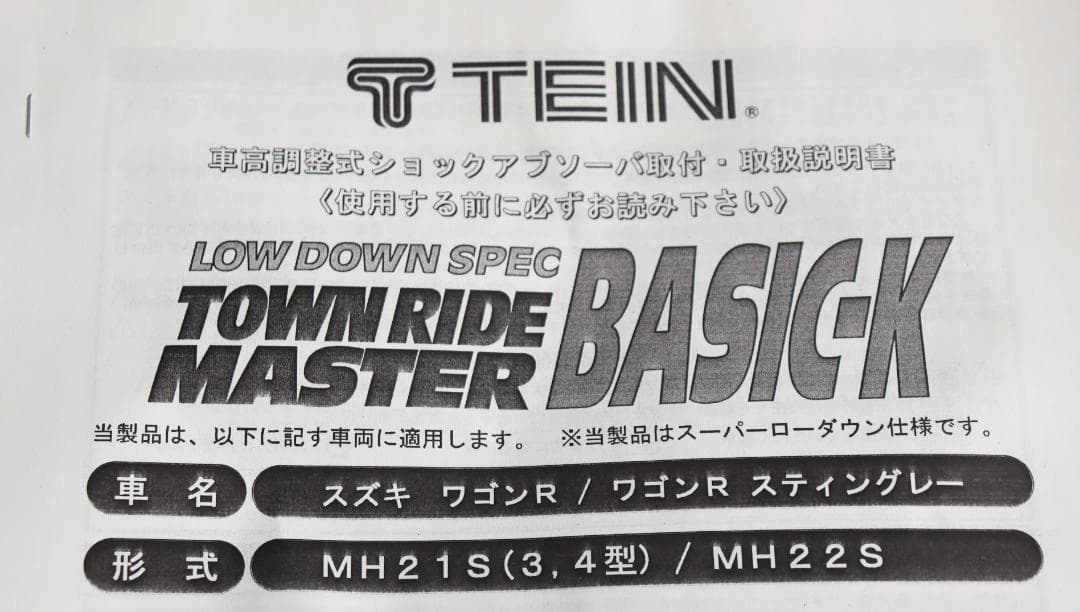 TEIN®
車高調整式ショックアブソーバ取付・取扱説明書
〈使用する前に必ずお読み下さい〉
LOW DOWN SPEC
TOWN RIDE
MASTER
BASIC-K
当製品は、以下に記す車両に適用します。 ※当製品はスーパーローダウン仕様です。
車 名 スズキ ワゴンR / ワゴンR スティングレー
形 式 MH21S(3,4型) / MH22S